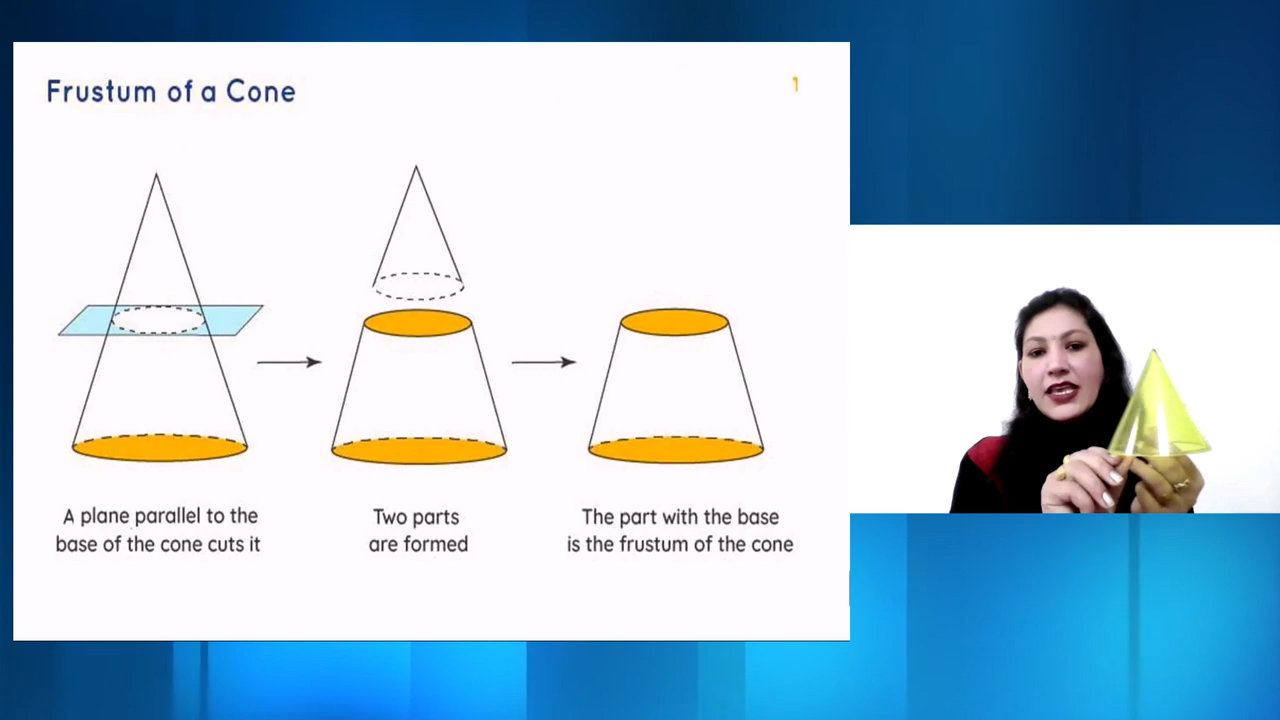 Frustum of a Cone
1
A plane parallel to the
base of the cone cuts it
Two parts
are formed
The part with the base
is the frustum of the cone